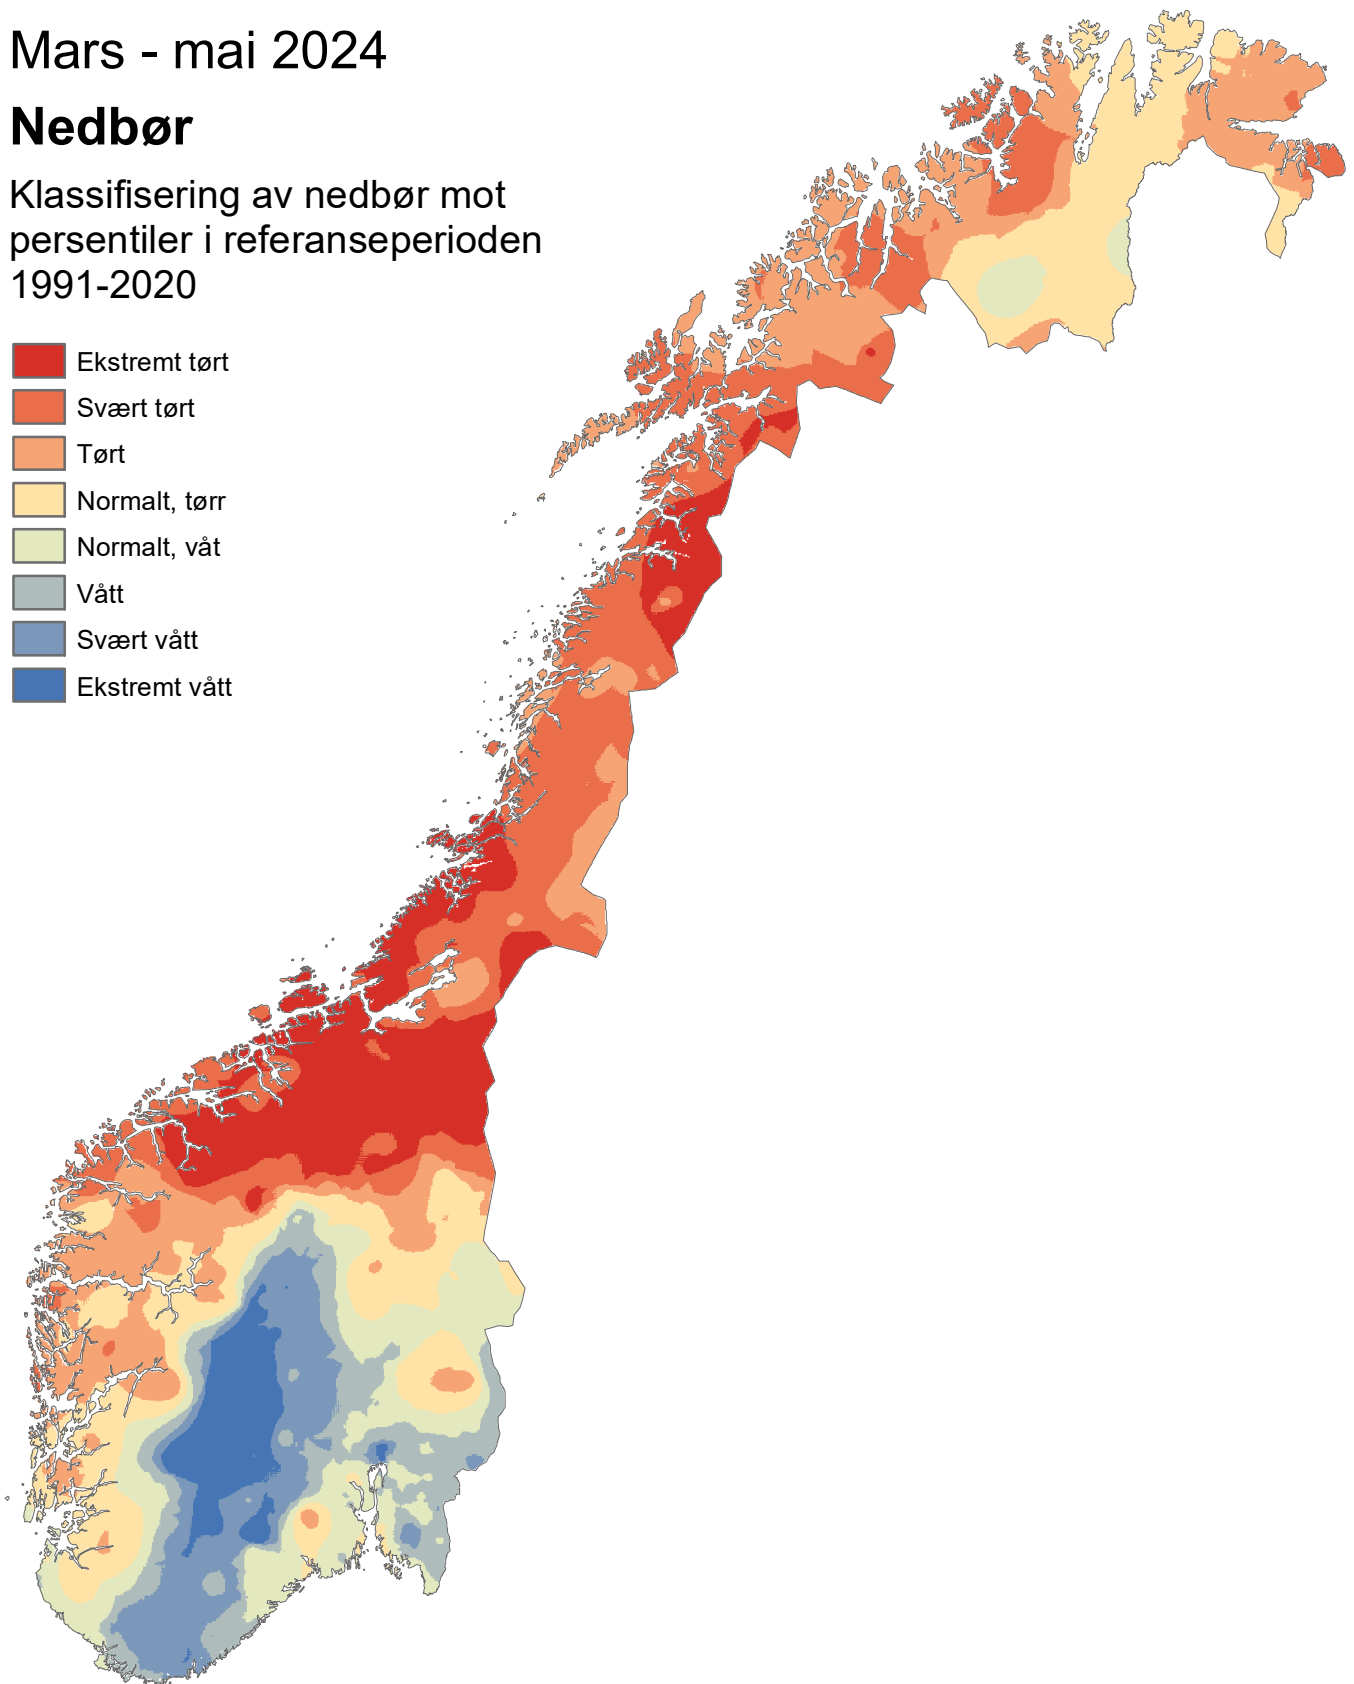 Mars - mai 2024
Nedbør
Klassifisering av nedbør mot
persentiler i referanseperioden
1991-2020
Ekstremt tørt
Svært tørt
Tørt
Normalt, tørr
Normalt, våt
Vått
Svært vått
Ekstremt vått